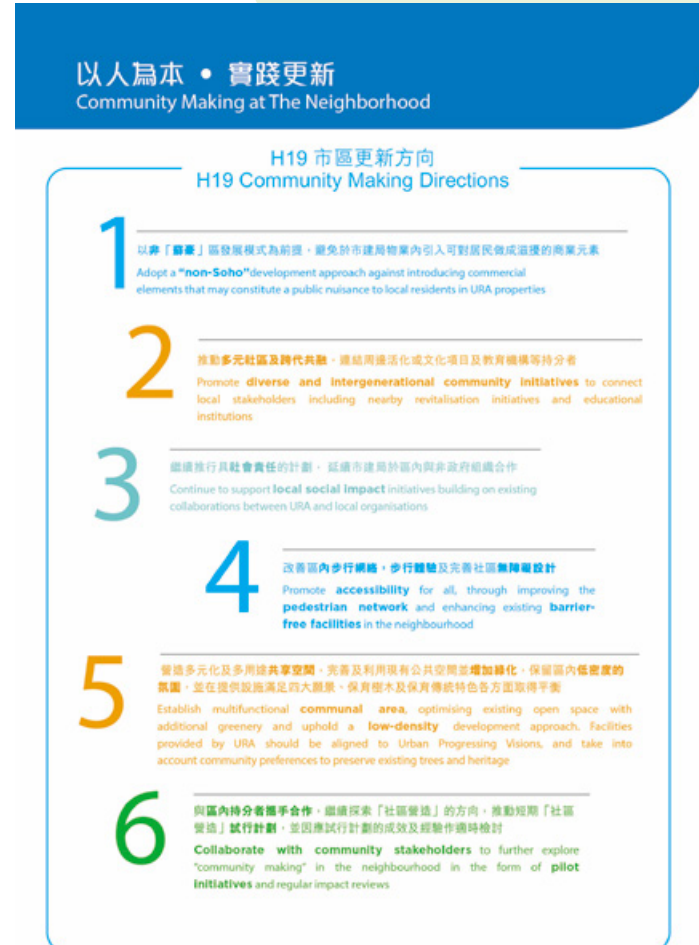 以人為本 • 實踐更新
Community Making at The Neighborhood
H19 市區更新方向
H19 Community Making Directions
1
以非「蘇豪」區發展模式為前提，避免於市建局物業內引入可對居民做成滋擾的商業元素
Adopt a "non-Soho"development approach against introducing commercial
elements that may constitute a public nuisance to local residents in URA properties
2
推動多元社區及跨代共融，連結周邊活化或文化項目及教育機構等持分者
Promote diverse and intergenerational community initiatives to connect
local stakeholders including nearby revitalisation initiatives and educational
institutions
3
繼續推行具社會責任的計劃， 延續市建局於區內與非政府組織合作
Continue to support local social impact initiatives building on existing
collaborations between URA and local organisations
4
改善區內步行網絡，步行體驗及完善社區無障礙設計
Promote accessibility for all, through improving the
pedestrian network and enhancing existing barrier-
free facilities in the neighbourhood
5
營造多元化及多用途共享空間，完善及利用現有公共空間並增加綠化，保留區內低密度的
氛圍，並在提供設施滿足四大願景、保育樹木及保育傳統特色各方面取得平衡
Establish multifunctional communal area, optimising existing open space with
additional greenery and uphold a low-density development approach. Facilities
provided by URA should be aligned to Urban Progressing Visions, and take into
account community preferences to preserve existing trees and heritage
6
與區內持分者攜手合作，繼續探索「社區營造」的方向，推動短期「社區
營造」試行計劃，並因應試行計劃的成效及經驗作適時檢討
Collaborate with community stakeholders to further explore
"community making" in the neighbourhood in the form of pilot
initiatives and regular impact reviews